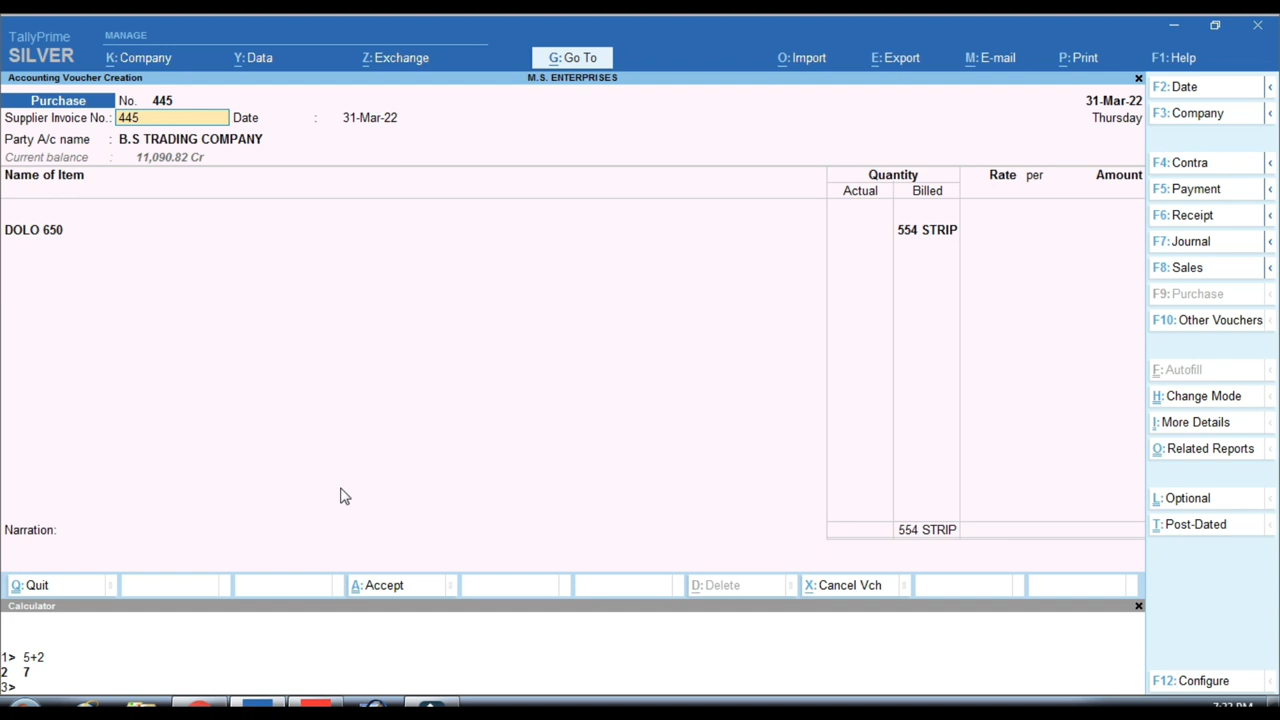 TallyPrime
SILVER
MANAGE
K: Company
Y: Data
Z: Exchange
G: Go To
O: Import
E: Export
M: E-mail
P: Print
F1: Help
Accounting Voucher Creation
M.S. ENTERPRISES
Purchase No. 445
31-Mar-22
Supplier Invoice No.: 445 Date : 31-Mar-22
Thursday
Party A/c name : B.S TRADING COMPANY
Current balance : 11,090.82 Cr
Name of Item
Quantity
Rate per
Amount
Actual
Billed
DOLO 650
554 STRIP
Narration:
554 STRIP
Q: Quit
A: Accept
D: Delete
X: Cancel Vch
F2: Date
F3: Company
F4: Contra
F5: Payment
F6: Receipt
F7: Journal
F8: Sales
F9: Purchase
F10: Other Vouchers
F: Autofill
H: Change Mode
I: More Details
O: Related Reports
L: Optional
T: Post-Dated
F12: Configure
Calculator
1> 5+2
2 7
3>